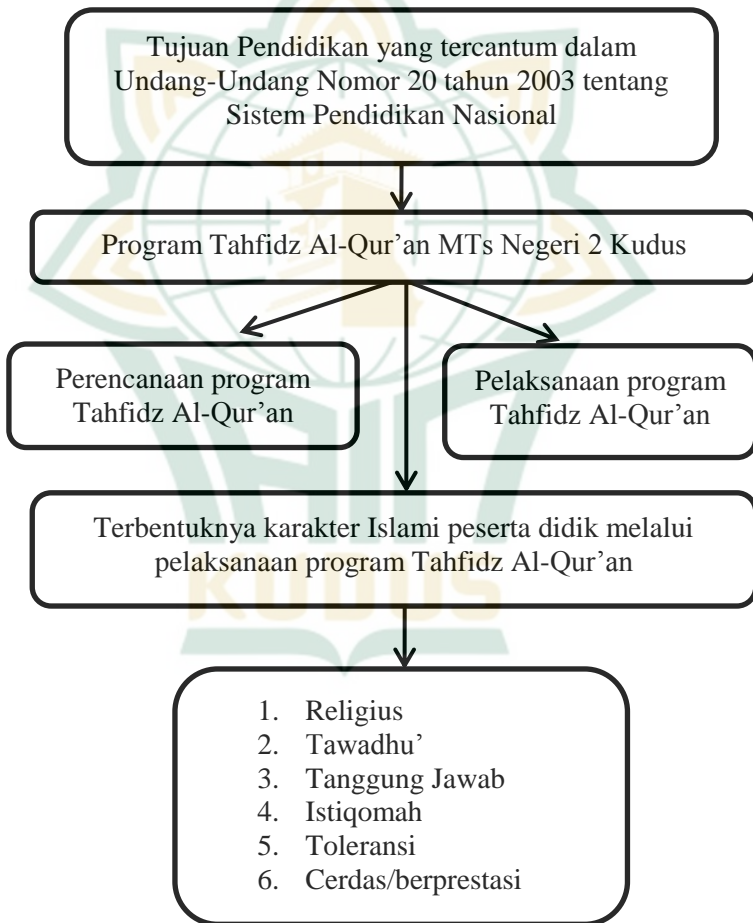 Tujuan Pendidikan yang tercantum dalam
Undang-Undang Nomor 20 tahun 2003 tentang
Sistem Pendidikan Nasional
Program Tahfidz Al-Qur’an MTs Negeri 2 Kudus
Perencanaan program
Tahfidz Al-Qur’an
Pelaksanaan program
Tahfidz Al-Qur’an
Terbentuknya karakter Islami peserta didik melalui
pelaksanaan program Tahfidz Al-Qur’an
KUDUS
1. Religius
2. Tawadhu’
3. Tanggung Jawab
4. Istiqomah
5. Toleransi
6. Cerdas/berprestasi